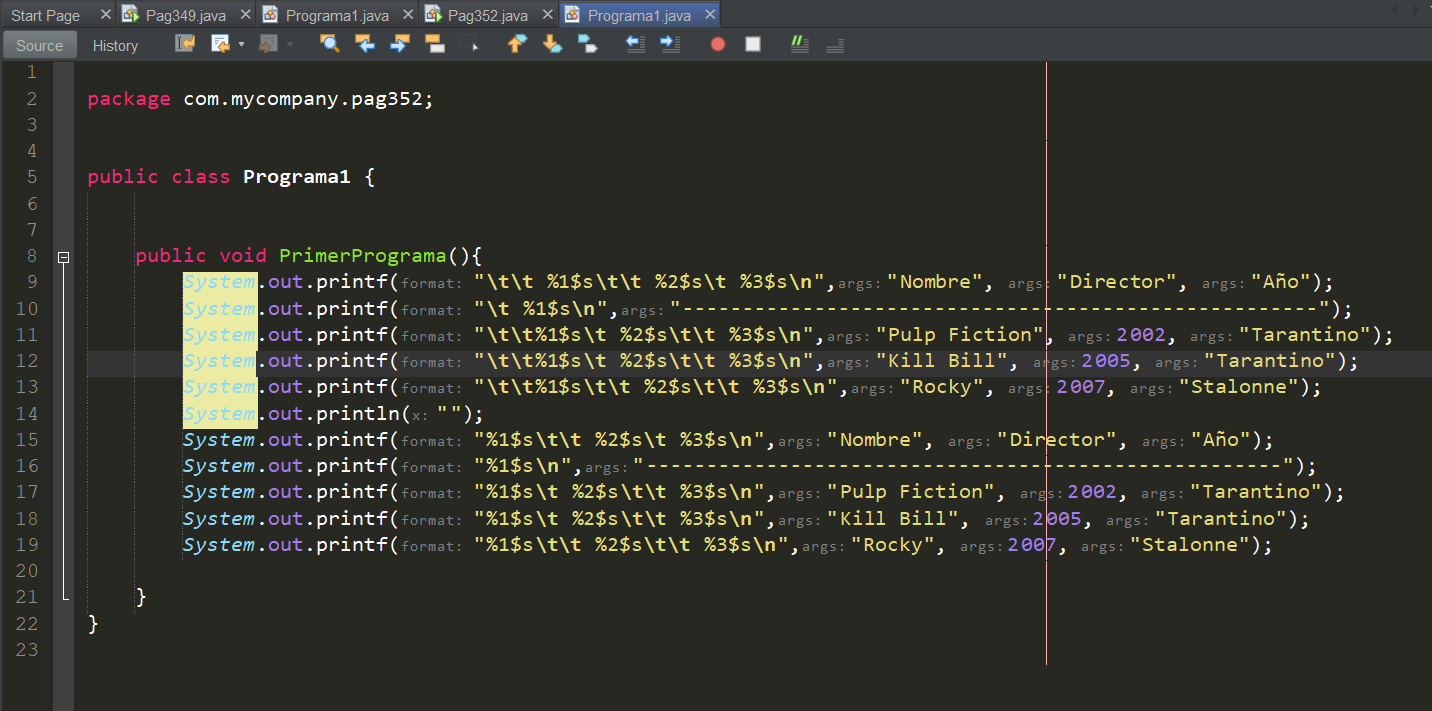 Start Page Pag349.java Programa1.java Pag352.java Programa1.java
Source History
1
2 package com.mycompany.pag352;
3
4
5 public class Programa1 {
6
7
8 public void PrimerPrograma(){
9 System.out.printf(format: "\t\t %1$s\t\t %2$s\t %3$s\n",args: "Nombre", args: "Director", args: "Año");
10 System.out.printf(format: "\t %1$s\n",args: "-----------------------------------------------------");
11 System.out.printf(format: "\t\t%1$s\t %2$s\t\t %3$s\n",args: "Pulp Fiction", args: 2002, args: "Tarantino");
12 System.out.printf(format: "\t\t%1$s\t %2$s\t\t %3$s\n",args: "Kill Bill", args: 2005, args: "Tarantino");
13 System.out.printf(format: "\t\t%1$s\t\t %2$s\t\t %3$s\n",args: "Rocky", args: 2007, args: "Stalonne");
14 System.out.println(x: "");
15 System.out.printf(format: "%1$s\t\t %2$s\t %3$s\n",args: "Nombre", args: "Director", args: "Año");
16 System.out.printf(format: "%1$s\n",args: "-----------------------------------------------------");
17 System.out.printf(format: "%1$s\t %2$s\t\t %3$s\n",args: "Pulp Fiction", args: 2002, args: "Tarantino");
18 System.out.printf(format: "%1$s\t %2$s\t\t %3$s\n",args: "Kill Bill", args: 2005, args: "Tarantino");
19 System.out.printf(format: "%1$s\t\t %2$s\t\t %3$s\n",args: "Rocky", args: 2007, args: "Stalonne");
20
21 }
22 }
23